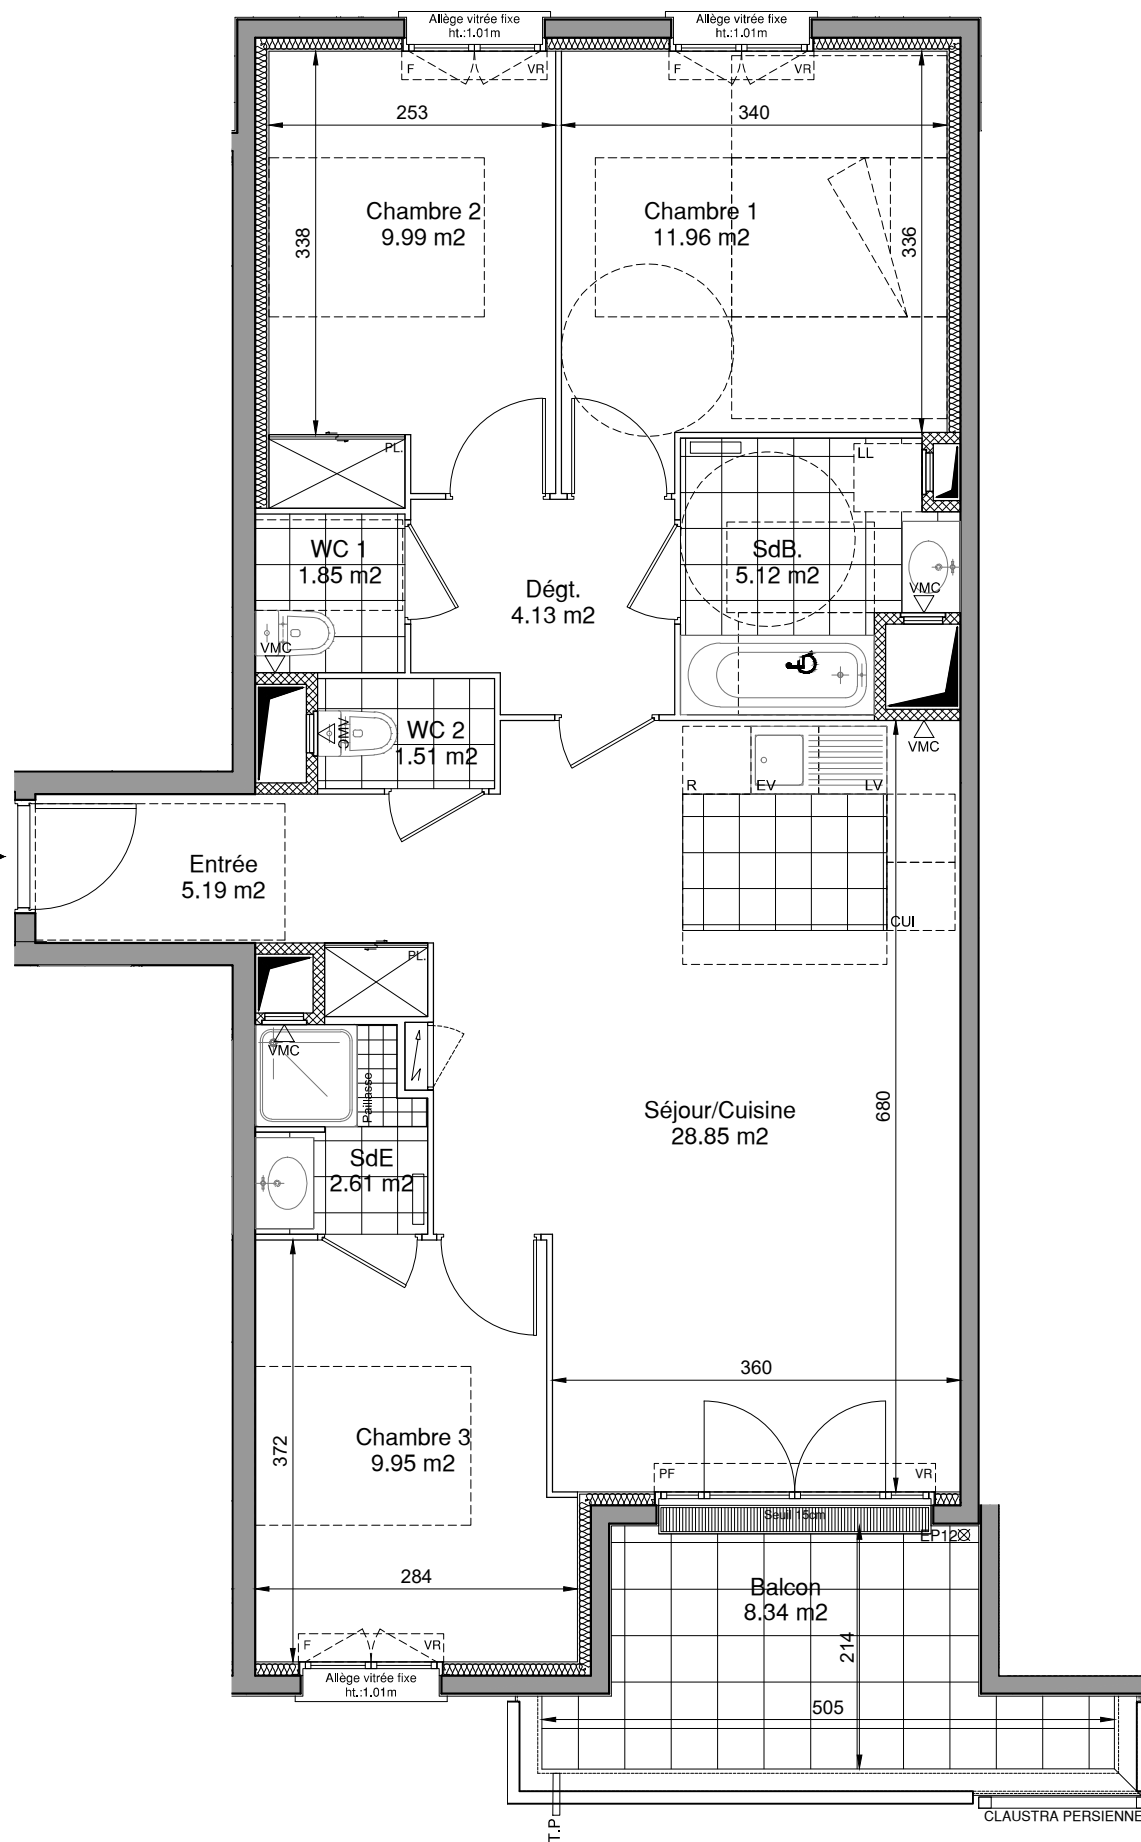 Allège vitrée fixe
ht.:1.01m
Allège vitrée fixe
ht.:1.01m
F
VR
F
VR
253
340
338
336
Chambre 2
9.99 m2
Chambre 1
11.96 m2
PL.
LL
WC 1
1.85 m2
SdB.
5.12 m2
Dégt.
4.13 m2
VMC
VMC
WC 2
1.51 m2
VMC
VMC
R
EV
LV
Entrée
5.19 m2
CUI
PL.
VMC
Paillasse
Séjour/Cuisine
28.85 m2
680
SdE
2.61 m2
360
372
Chambre 3
9.95 m2
PF
VR
Seuil 15cm
EP12
284
Balcon
8.34 m2
214
F
VR
Allège vitrée fixe
ht.:1.01m
505
T.P
CLAUSTRA PERSIENNE